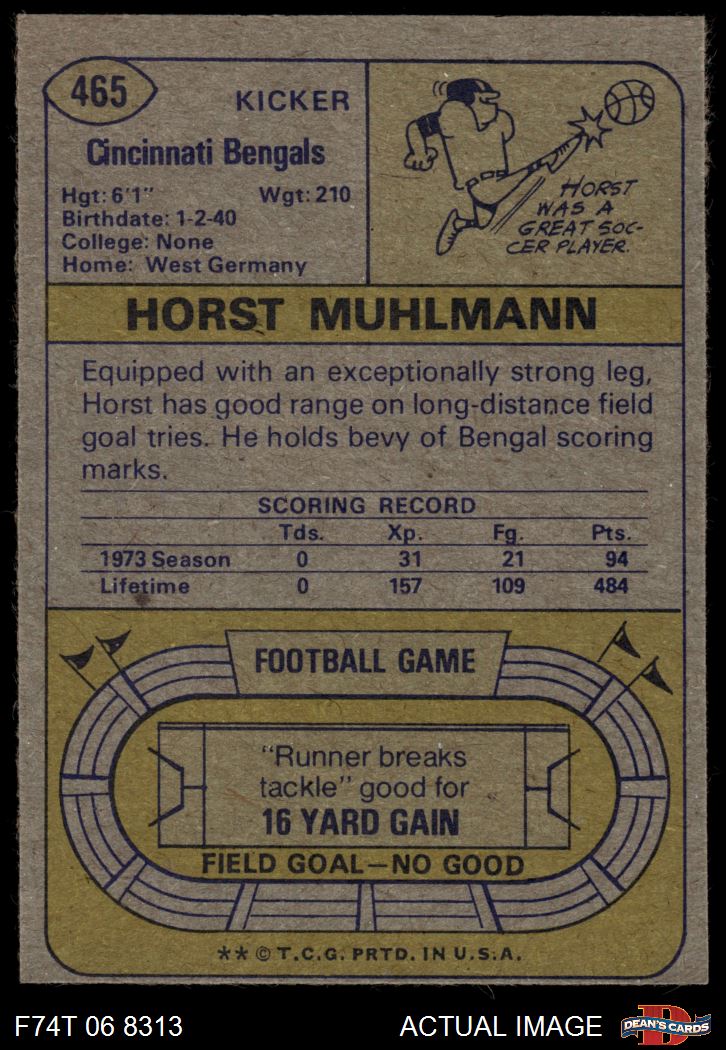 465
KICKER
Cincinnati Bengals
Hgt: 6'1" Wgt: 210
Birthdate: 1-2-40
College: None
Home: West Germany
HORST
WAS A
GREAT SOC-
CER PLAYER.
HORST MUHLMANN
Equipped with an exceptionally strong leg,
Horst has good range on long-distance field
goal tries. He holds bevy of Bengal scoring
marks.
SCORING RECORD
Tds. Xp. Fg. Pts.
1973 Season 0 31 21 94
Lifetime 0 157 109 484
FOOTBALL GAME
"Runner breaks
tackle" good for
16 YARD GAIN
FIELD GOAL—NO GOOD
** © T.C.G. PRTD. IN U.S.A.
F74T 06 8313 ACTUAL IMAGE
D
DEAN'S CARDS